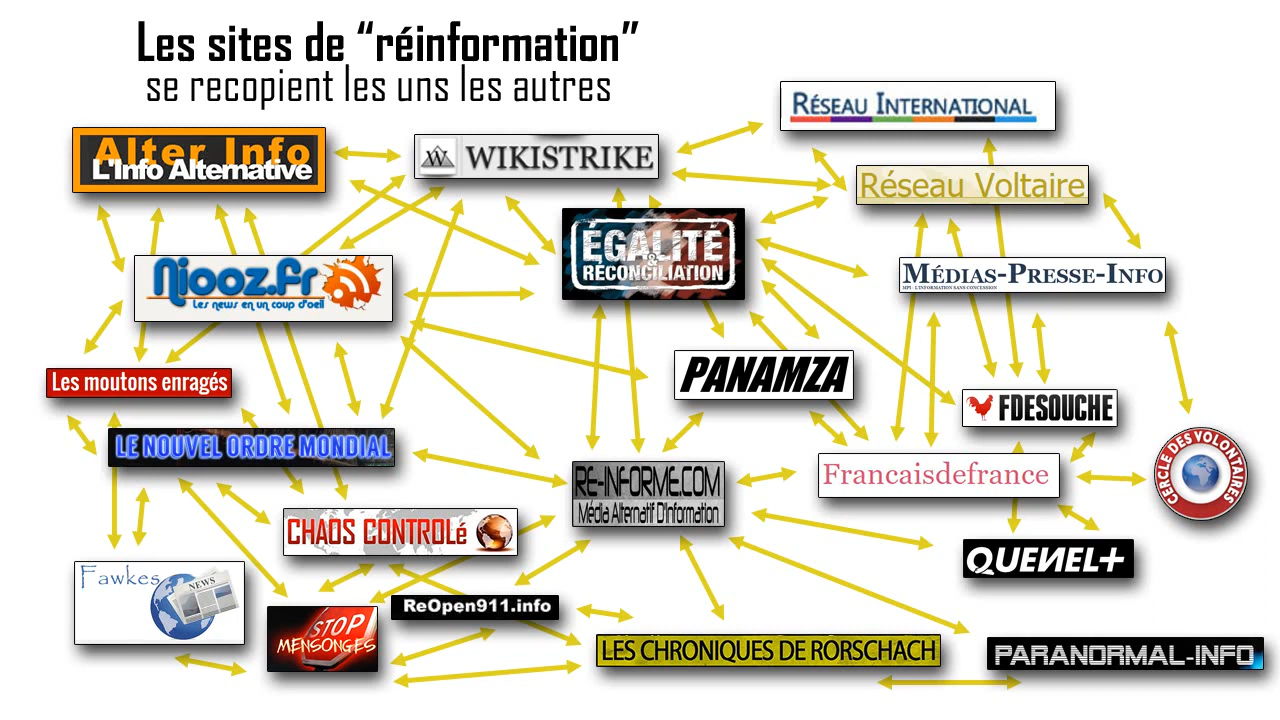 Les sites de “réinformation”
se recopient les uns les autres
RÉSEAU INTERNATIONAL
Alter Info
L'Info Alternative
W WIKISTRIKE
Réseau Voltaire
ÉGALITÉ
&
RÉCONCILIATION
Niooz.fr
Les news en un coup d'oeil
MÉDIAS-PRESSE-INFO
MPI - L'INFORMATION SANS CONCESSION
Les moutons enragés
PANAMZA
FDESOUCHE
LE NOUVEL ORDRE MONDIAL
CERCLE DES VOLONTAIRES
Francaisdefrance
RE-INFORME.COM
Média Alternatif D'information
CHAOS CONTROLé
QUENEL+
Fawkes
NEWS
ReOpen911.info
STOP
MENSONGES
LES CHRONIQUES DE RORSCHACH
PARANORMAL-INFO